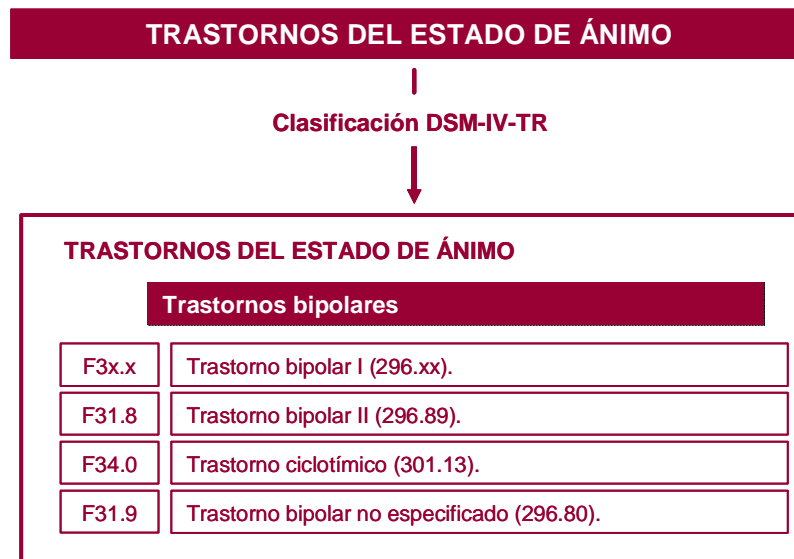 TRASTORNOS DEL ESTADO DE ÁNIMO
Clasificación DSM-IV-TR
TRASTORNOS DEL ESTADO DE ÁNIMO
Trastornos bipolares
F3x.x Trastorno bipolar I (296.xx).
F31.8 Trastorno bipolar II (296.89).
F34.0 Trastorno ciclotímico (301.13).
F31.9 Trastorno bipolar no especificado (296.80).